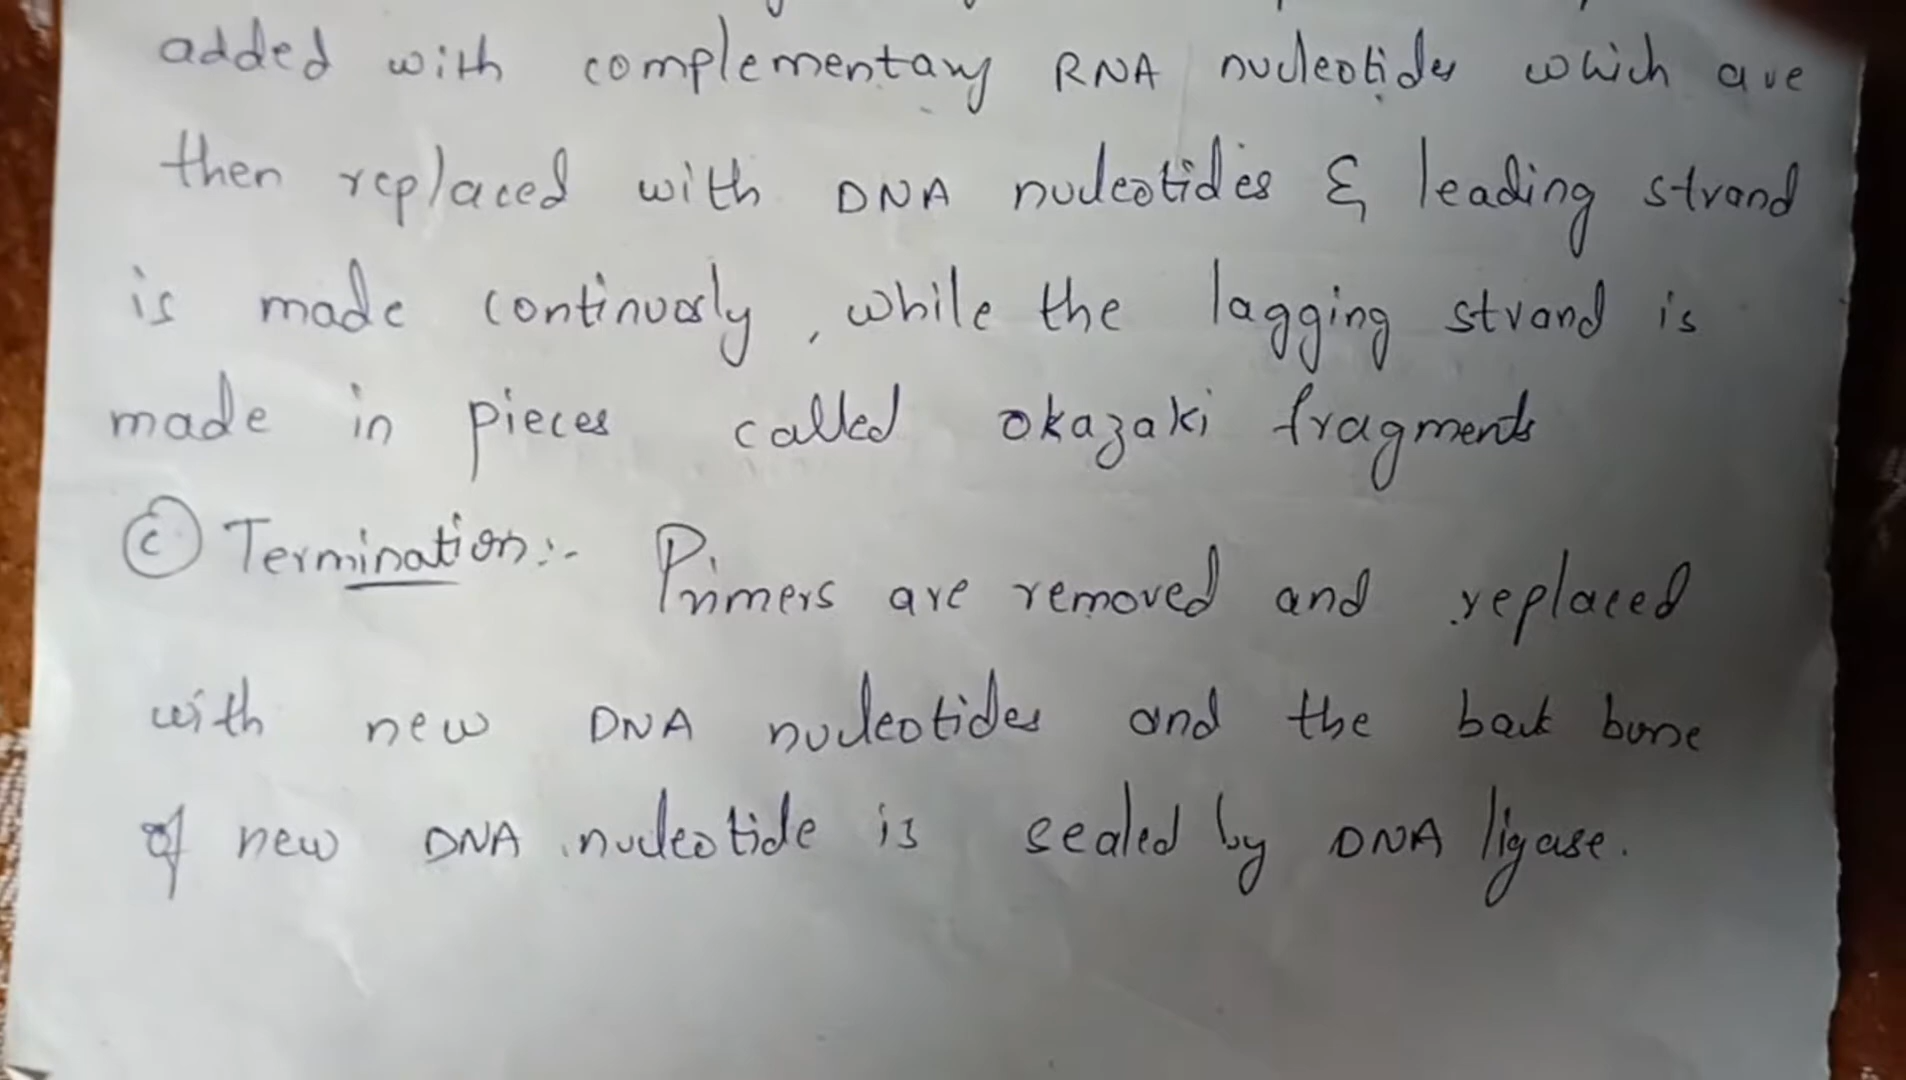 added with complementary RNA nucleotides which are
then replaced with DNA nucleotides & leading strand
is made continuosly, while the lagging strand is
made in pieces called okazaki fragments
(c) Termination:- Primers are removed and replaced
with new DNA nucleotides and the back bone
of new DNA nucleotide is sealed by DNA ligase.